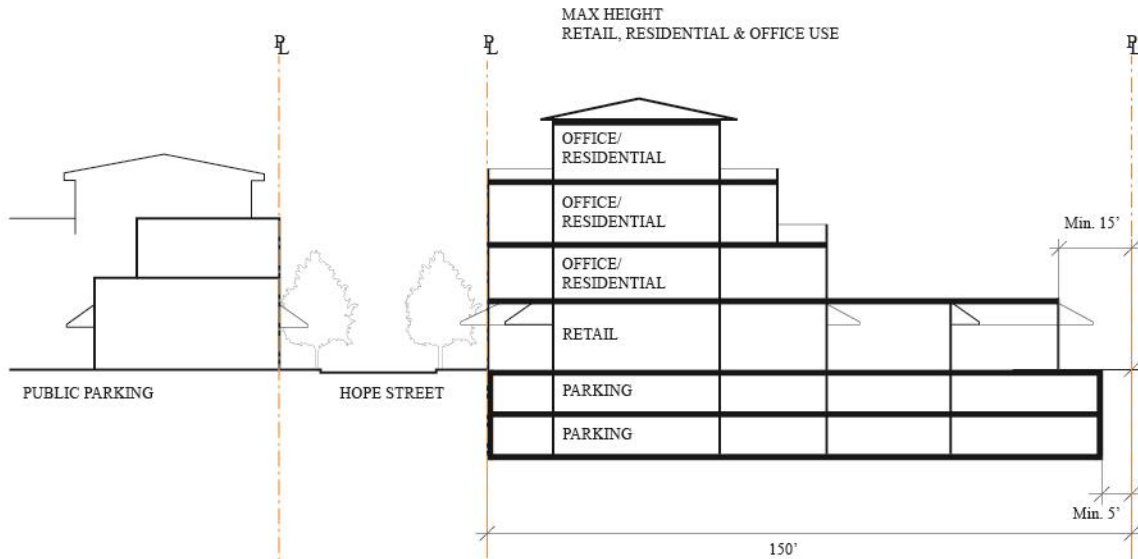 MAX HEIGHT
RETAIL, RESIDENTIAL & OFFICE USE
PL
PL
PL
OFFICE/
RESIDENTIAL
OFFICE/
RESIDENTIAL
Min. 15’
OFFICE/
RESIDENTIAL
RETAIL
PUBLIC PARKING
HOPE STREET
PARKING
PARKING
Min. 5’
150’